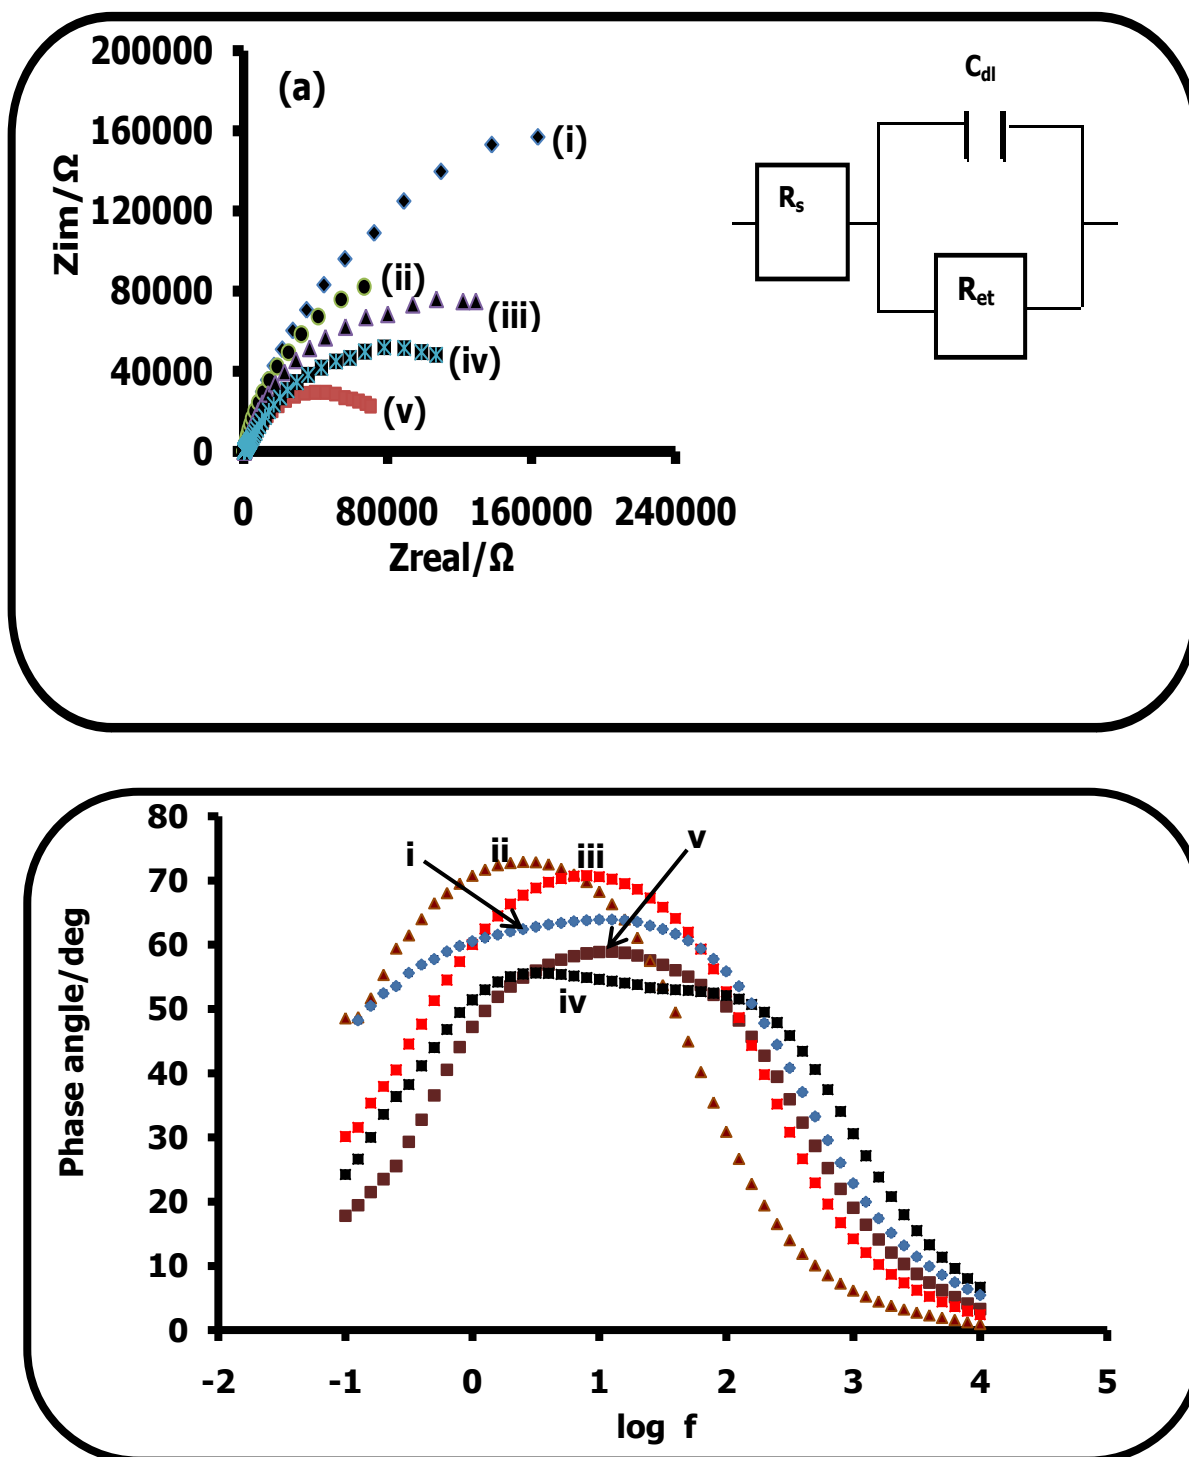 200000
160000
120000
80000
40000
0
Zim/Ω
(a)
(i)
(ii)
(iii)
(iv)
(v)
0 80000 160000 240000
Zreal/Ω
Cdl
Rs
Ret
80
70
60
50
40
30
20
10
0
Phase angle/deg
i
ii
iii
v
iv
-2 -1 0 1 2 3 4 5
log f